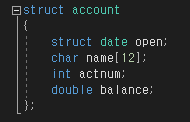 struct account
{
struct date open;
char name[12];
int actnum;
double balance;
};